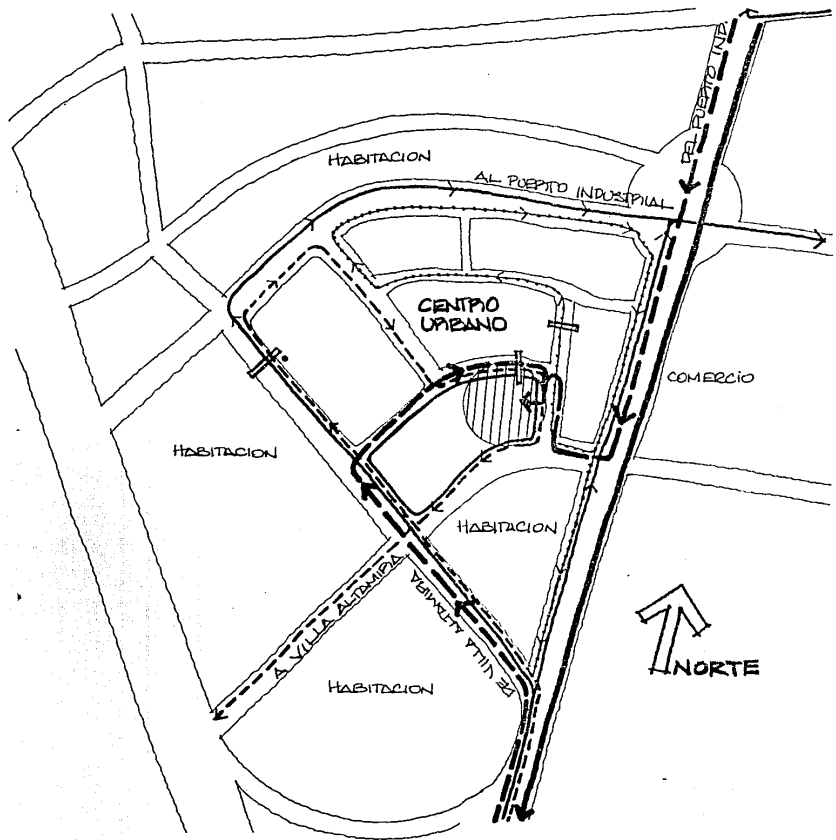 DEL PUERTO IND.
HABITACION
AL PUERTO INDUSTRIAL
CENTRO
URBANO
COMERCIO
HABITACION
HABITACION
A VILLA ALTAMIRA
DE VILLA ALTAMIRA
HABITACION
NORTE